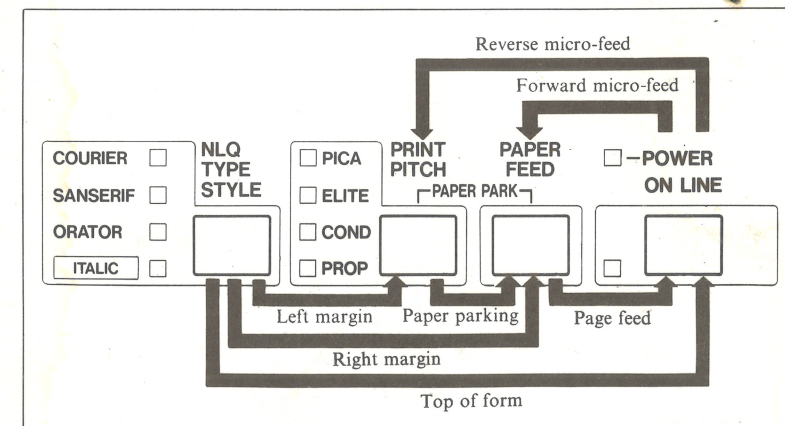 Reverse micro-feed
Forward micro-feed
COURIER
SANSERIF
ORATOR
ITALIC
NLQ
TYPE
STYLE
PICA
ELITE
COND
PROP
PRINT
PITCH
PAPER
FEED
PAPER PARK
POWER
ON LINE
Left margin
Paper parking
Page feed
Right margin
Top of form